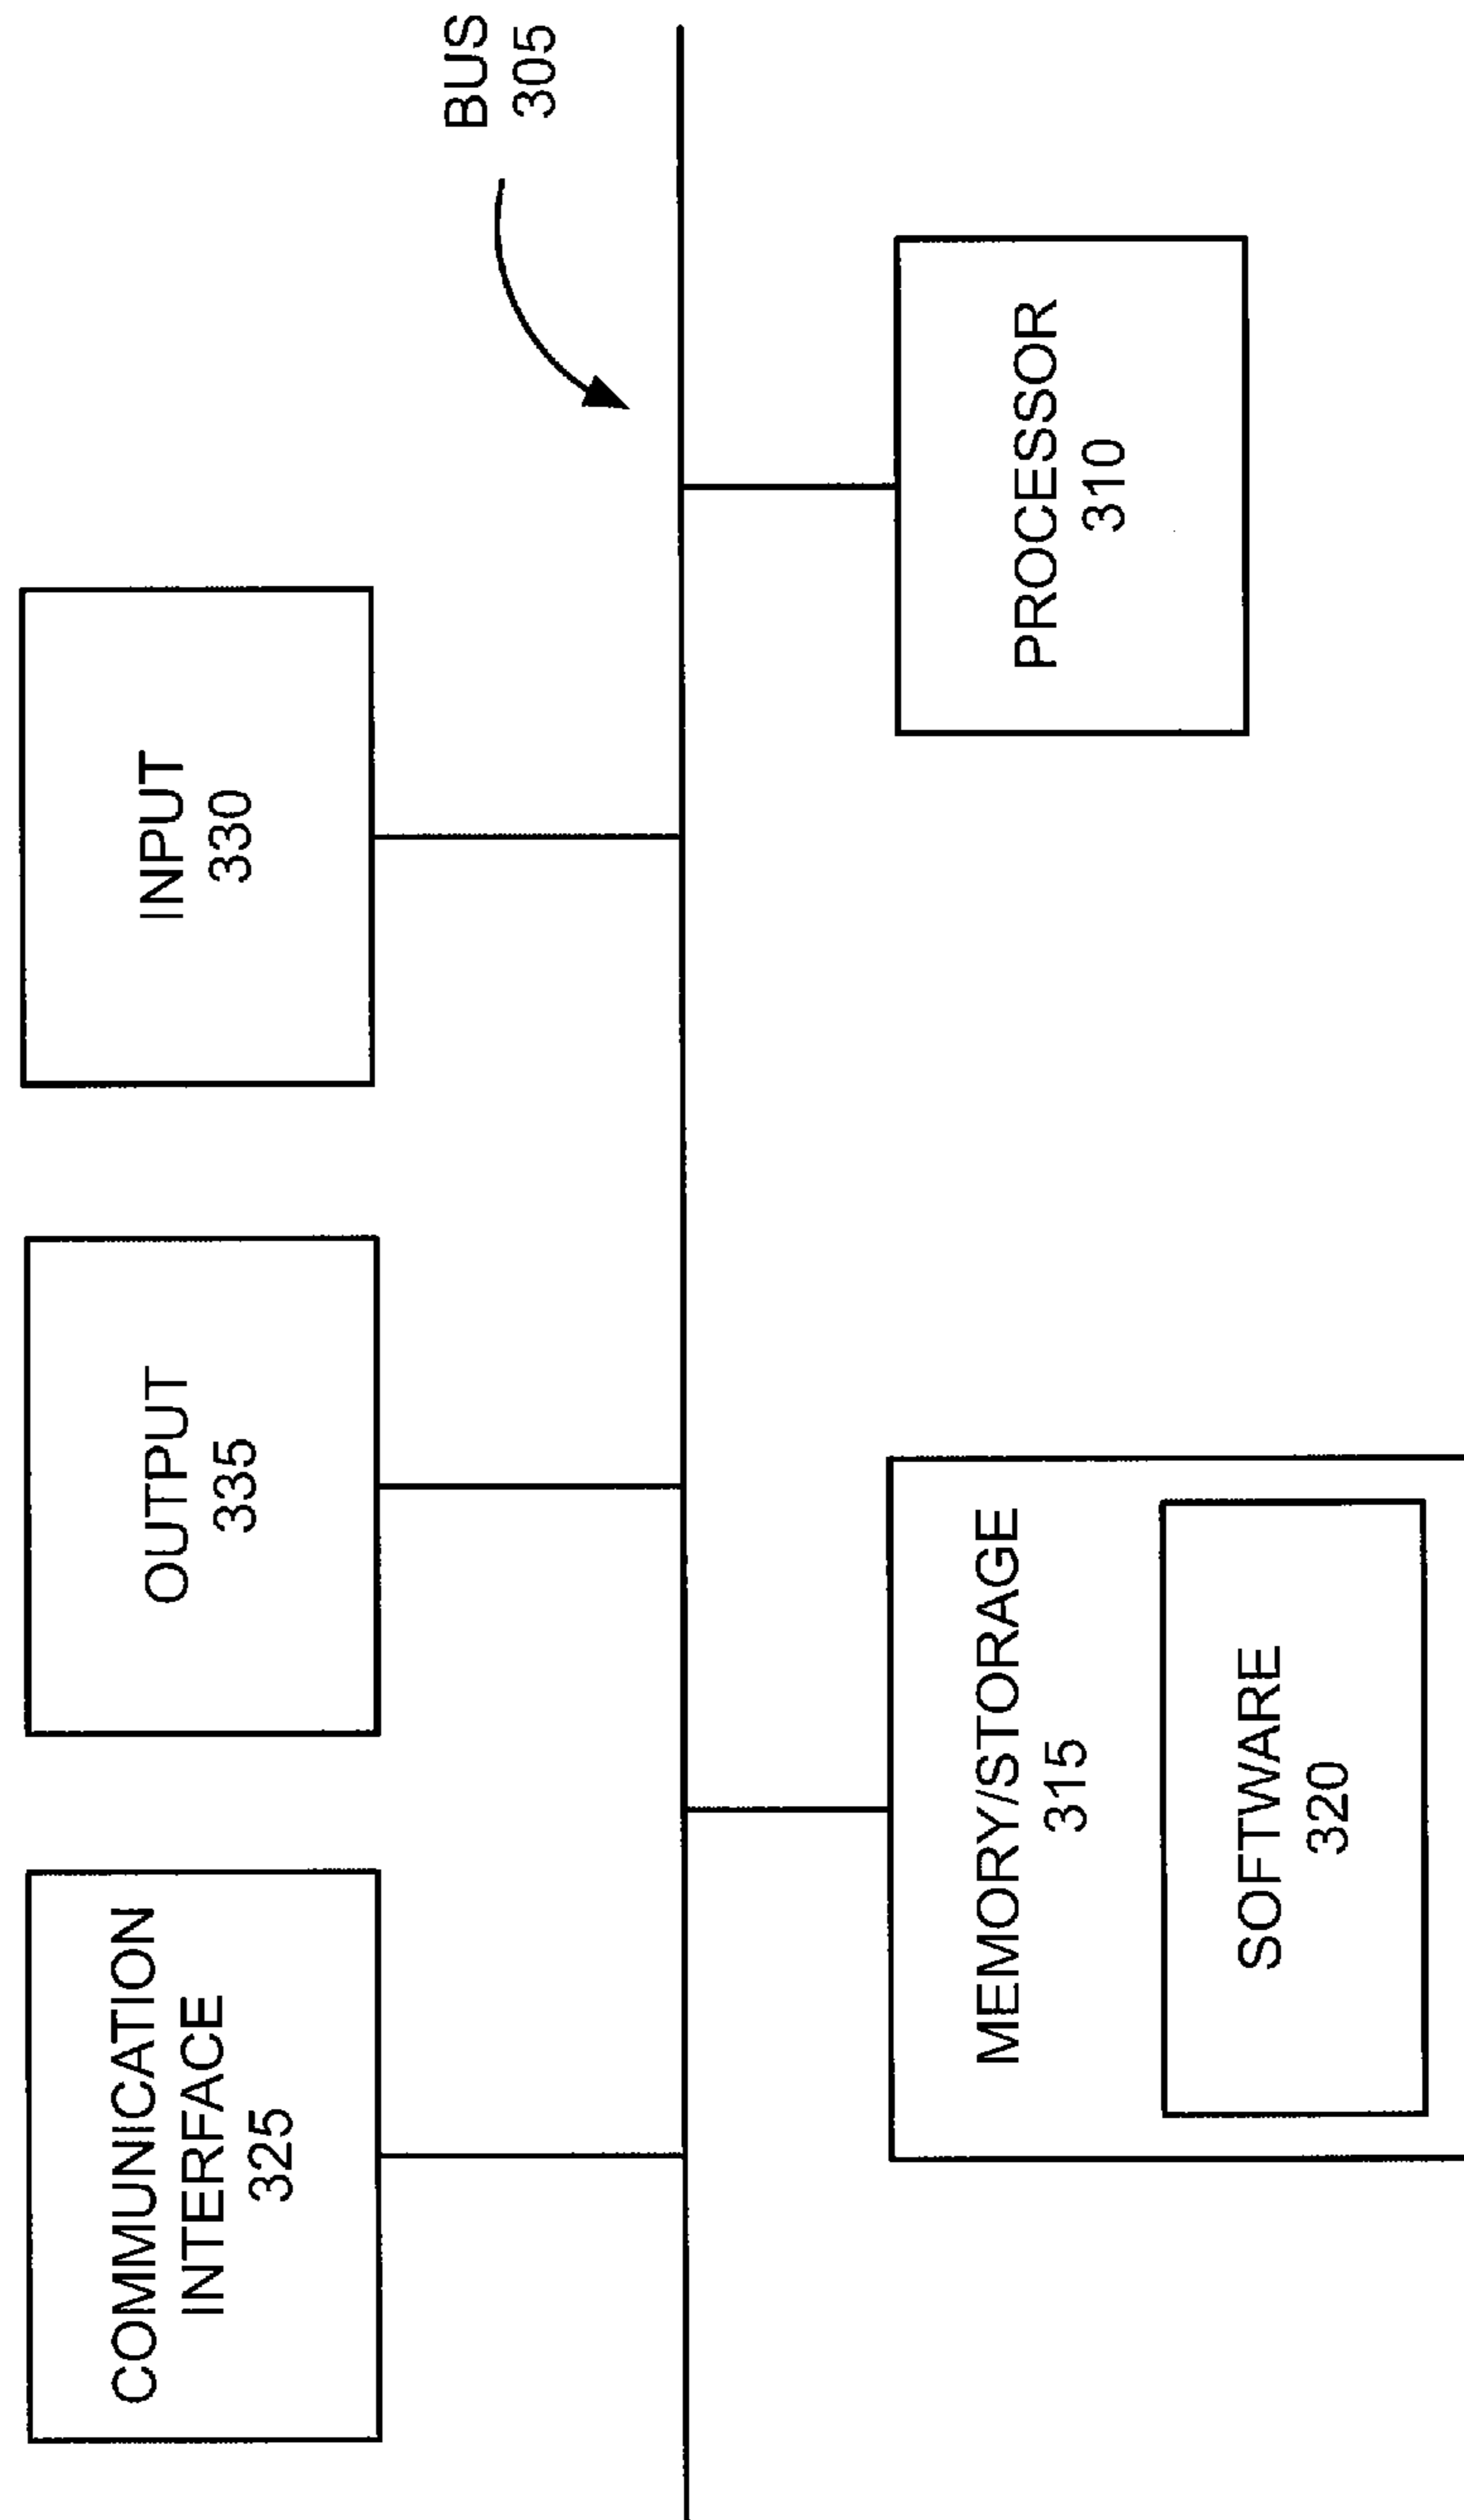 COMMUNICATION
INTERFACE
325
OUTPUT
335
INPUT
330
BUS
305
MEMORY/STORAGE
315
SOFTWARE
320
PROCESSOR
310